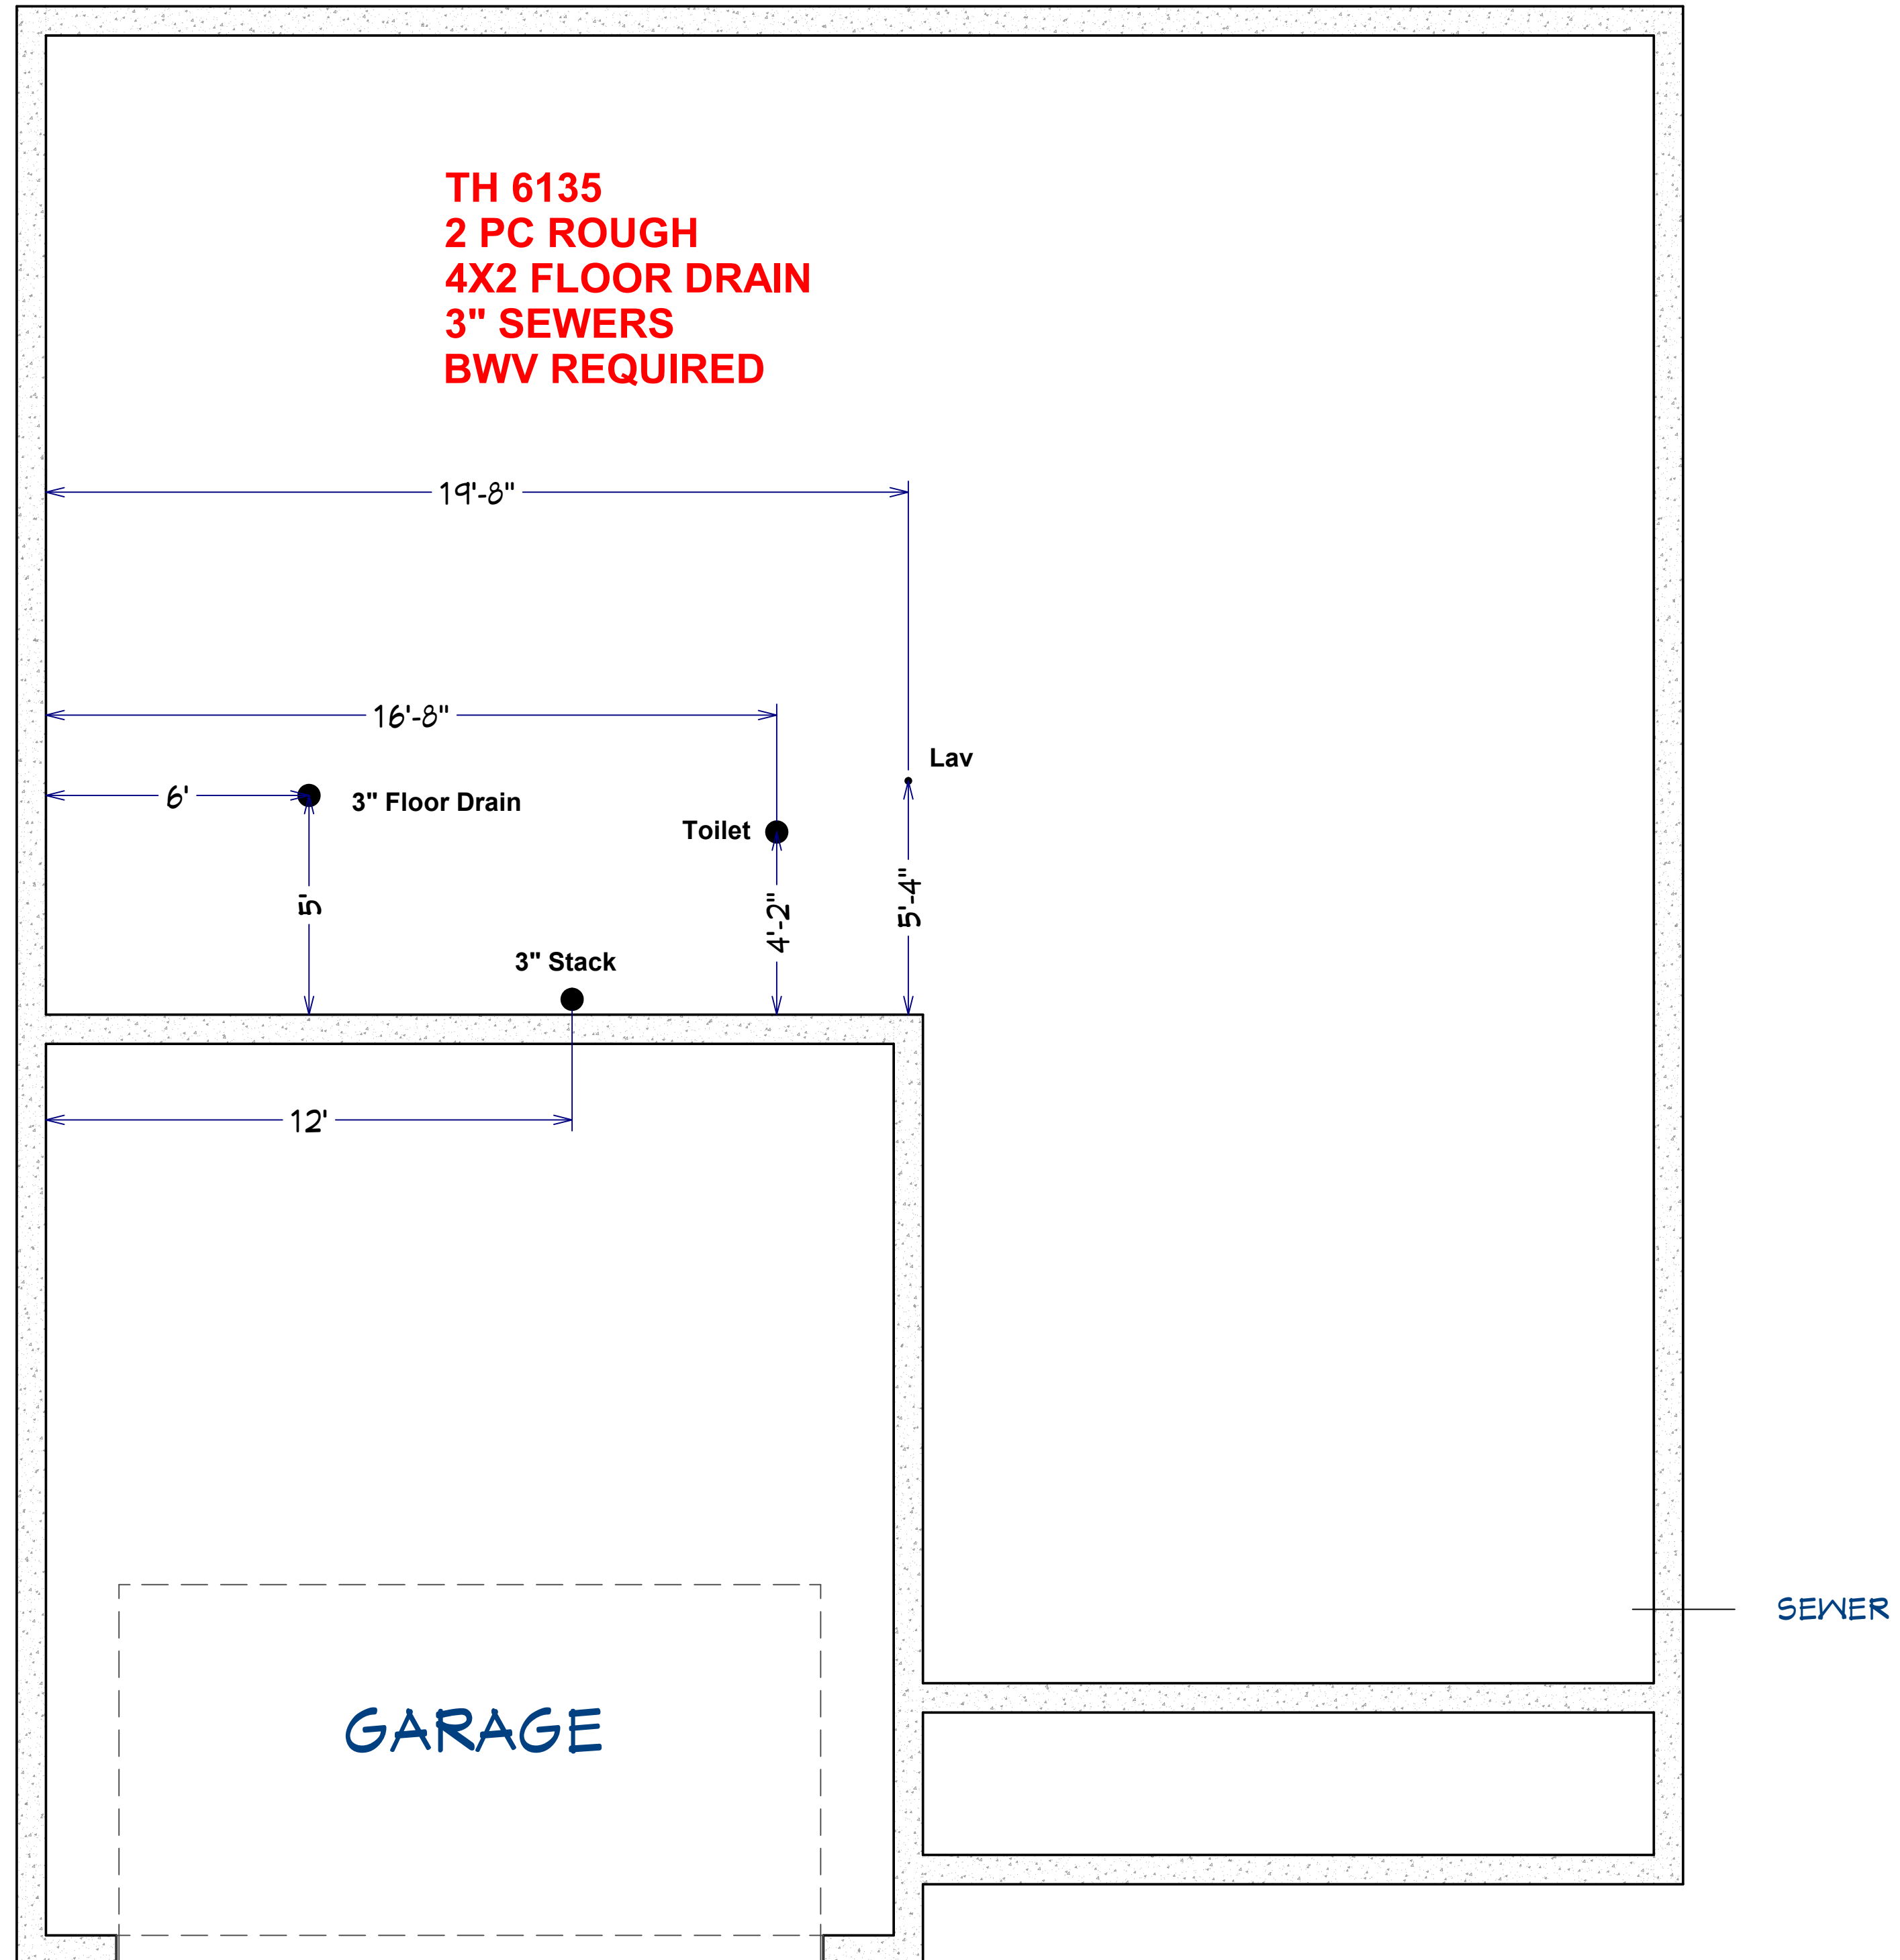 TH 6135
2 PC ROUGH
4X2 FLOOR DRAIN
3" SEWERS
BWV REQUIRED
19'-8"
16'-8"
Lav
6'
3" Floor Drain
Toilet
5'
4'-2"
5'-4"
3" Stack
12'
SEWER
GARAGE